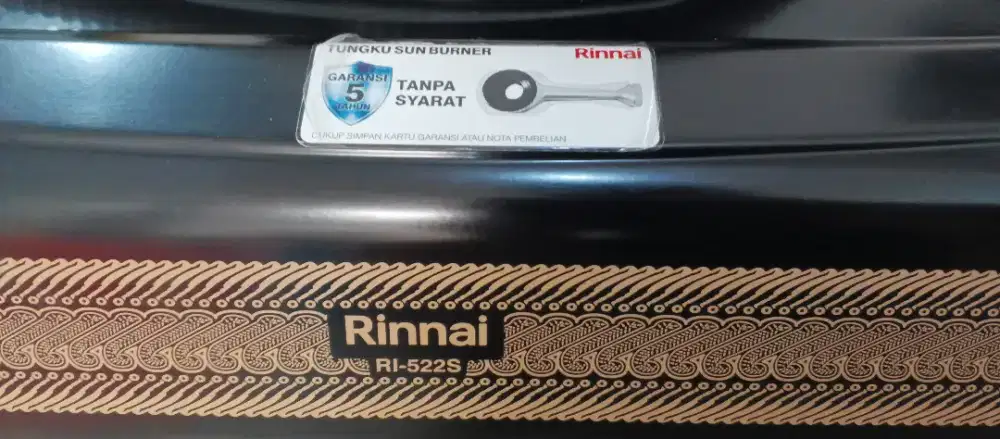 TUNGKU SUN BURNER
Rinnai
GARANSI
5
TAHUN
TANPA
SYARAT
CUKUP SIMPAN KARTU GARANSI ATAU NOTA PEMBELIAN
Rinnai
RI-522S